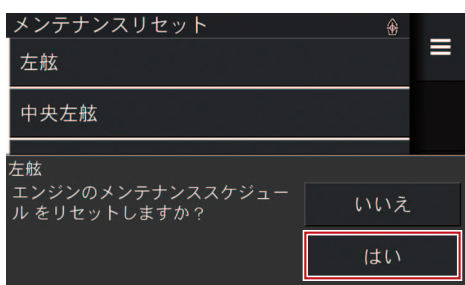 メンテナンスリセット
左舷
中央左舷
左舷
エンジンのメンテナンススケジュー
ル をリセットしますか？
いいえ
はい